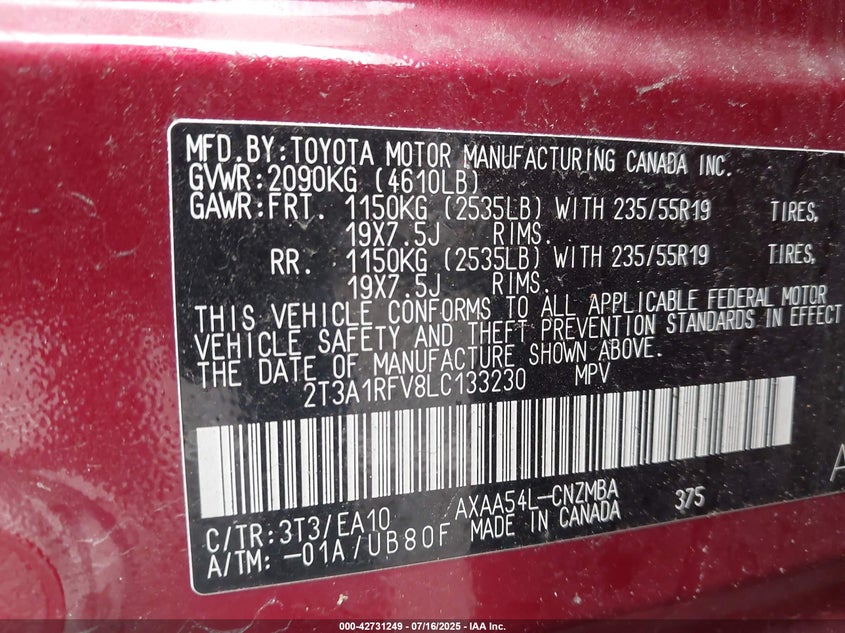 MFD.BY:TOYOTA MOTOR MANUFACTURING CANADA INC.
GVWR:2090KG (4610LB)
GAWR:FRT. 1150KG (2535LB) WITH 235/55R19 TIRES,
19X7.5J RIMS.
RR. 1150KG (2535LB) WITH 235/55R19 TIRES,
19X7.5J RIMS.
THIS VEHICLE CONFORMS TO ALL APPLICABLE FEDERAL MOTOR
VEHICLE SAFETY AND THEFT PREVENTION STANDARDS IN EFFECT
THE DATE OF MANUFACTURE SHOWN ABOVE.
2T3A1RFV8LC133230 MPV
A
C/TR:3T3/EA10 AXAA54L-CNZMBA 375
A/TM:-01A/UB80F MADE IN CANADA
000-42731249 - 07/16/2025 - IAA Inc.